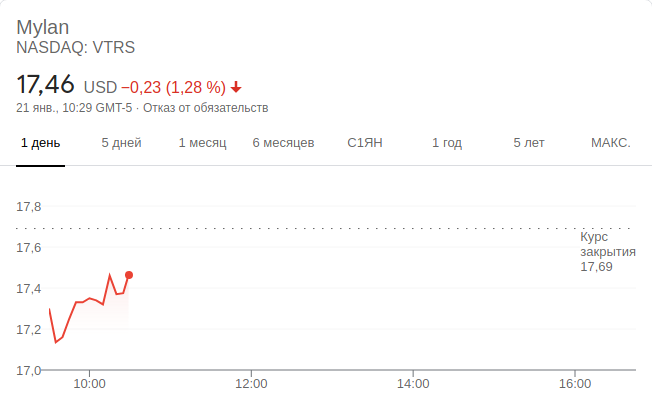 Mylan
NASDAQ: VTRS
17,46 USD −0,23 (1,28 %)
21 янв., 10:29 GMT-5 · Отказ от обязательств
1 день 5 дней 1 месяц 6 месяцев С1ЯН 1 год 5 лет МАКС.
17,8
Курс
закрытия
17,69
17,6
17,4
17,2
17,0
10:00 12:00 14:00 16:00